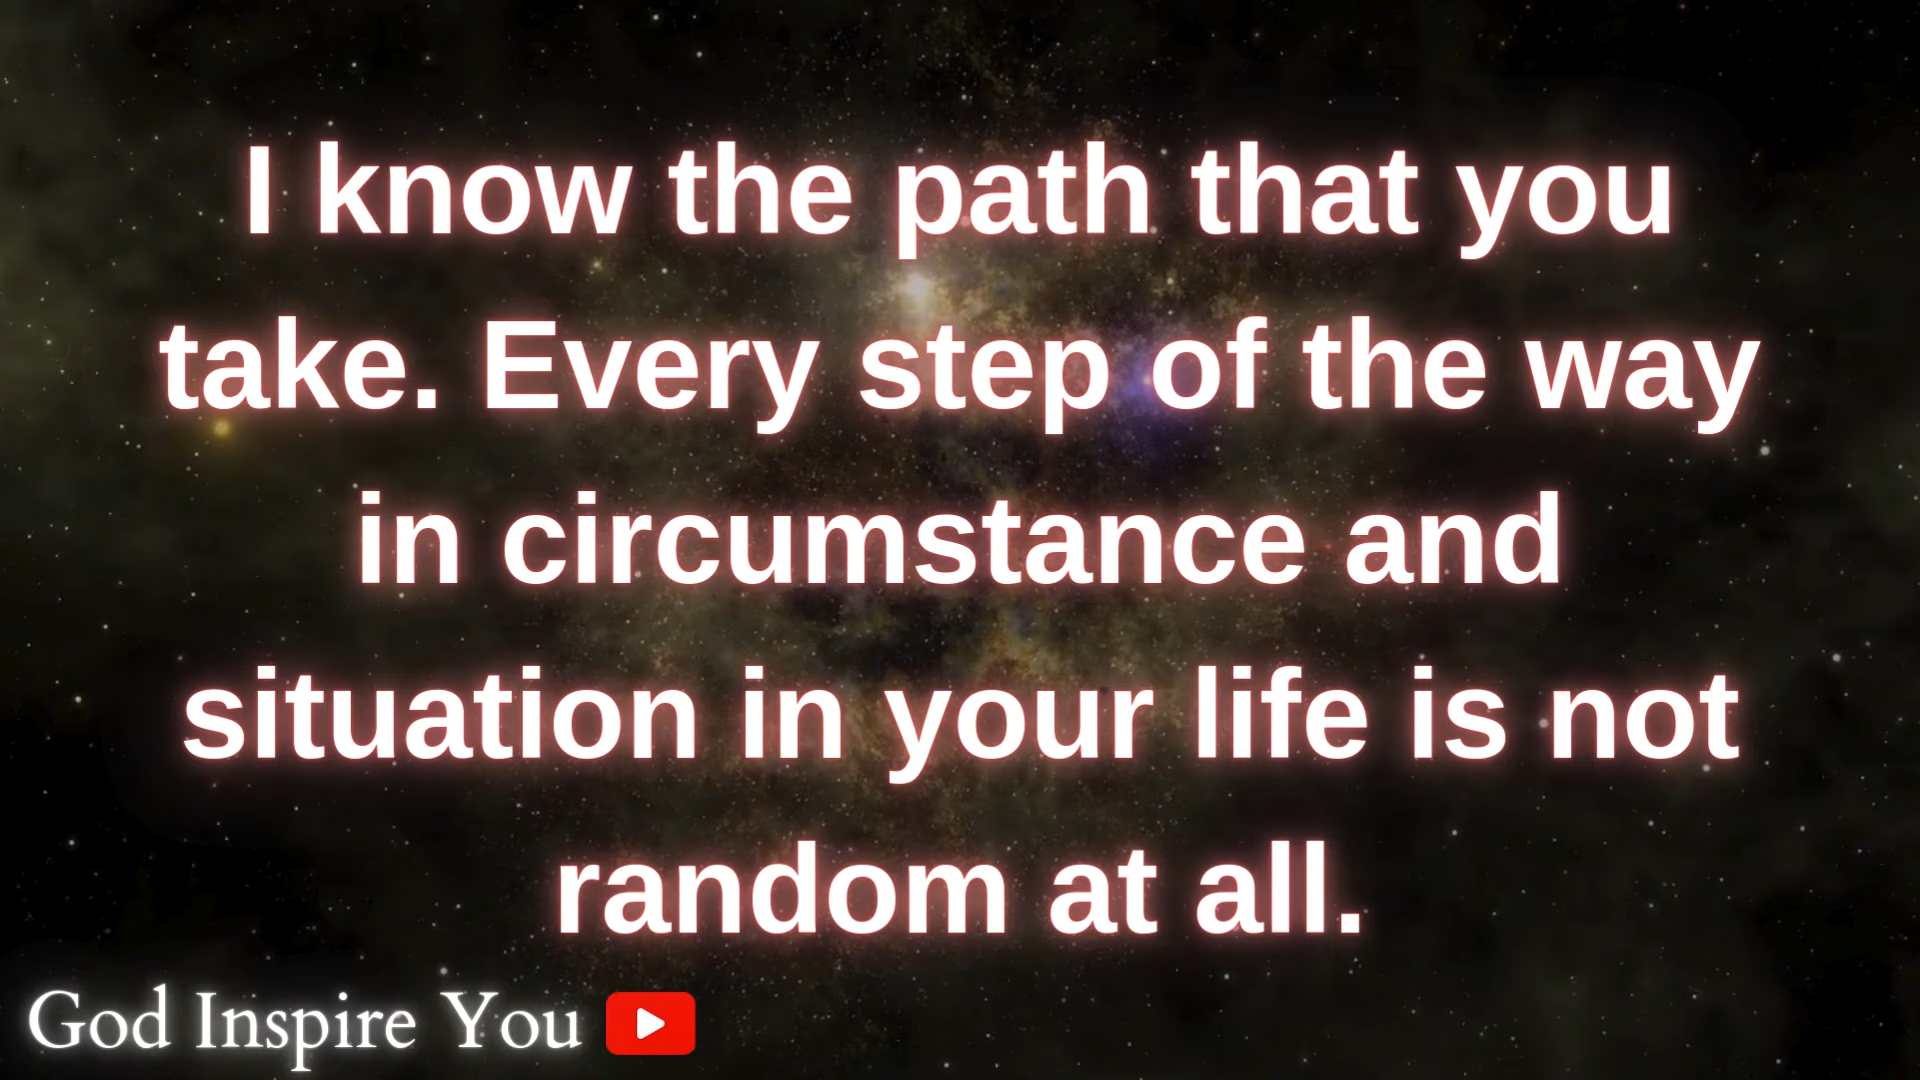 I know the path that you
take. Every step of the way
in circumstance and
situation in your life is not
random at all.
God Inspire You